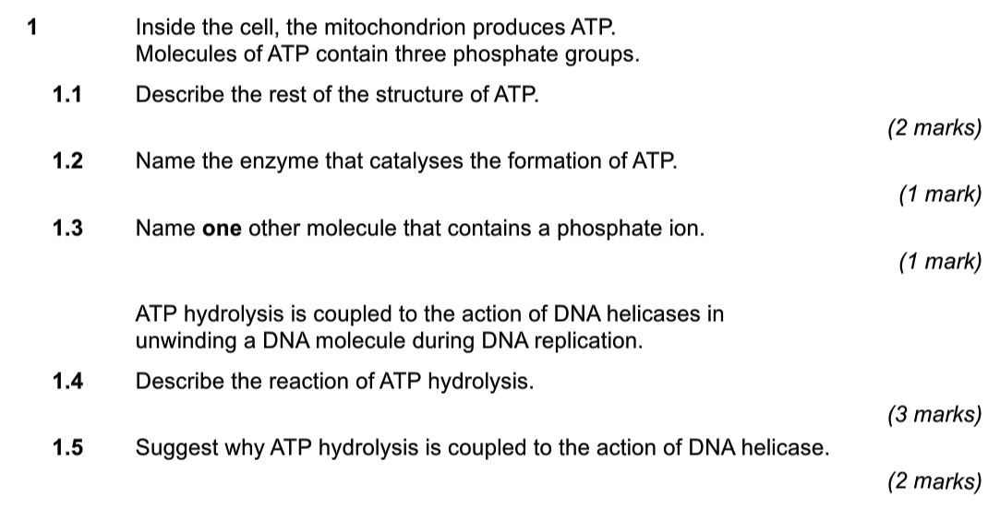 1 Inside the cell, the mitochondrion produces ATP.
Molecules of ATP contain three phosphate groups.
1.1 Describe the rest of the structure of ATP.
(2 marks)
1.2 Name the enzyme that catalyses the formation of ATP.
(1 mark)
1.3 Name one other molecule that contains a phosphate ion.
(1 mark)
ATP hydrolysis is coupled to the action of DNA helicases in
unwinding a DNA molecule during DNA replication.
1.4 Describe the reaction of ATP hydrolysis.
(3 marks)
1.5 Suggest why ATP hydrolysis is coupled to the action of DNA helicase.
(2 marks)